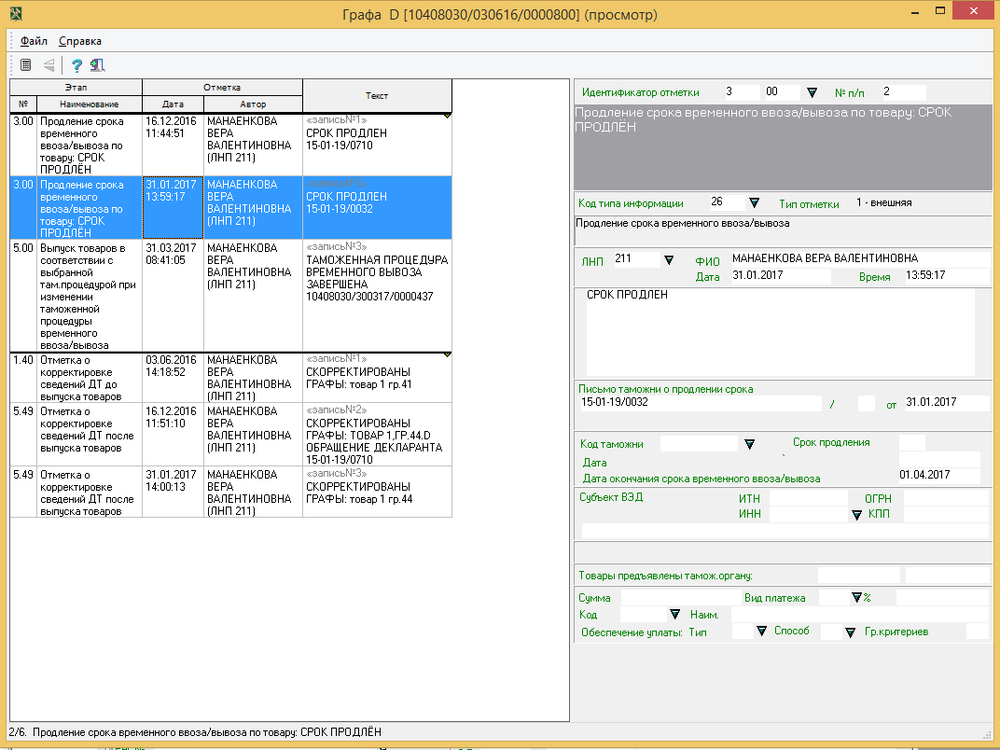 Графа D [10408030/030616/0000800] (просмотр)
Файл Справка
Этап Отметка Текст
№ Наименование Дата Автор
3.00 Продление срока временного ввоза/вывоза по товару: СРОК ПРОДЛЁН
16.12.2016 11:44:51
МАНАЕНКОВА ВЕРА ВАЛЕНТИНОВНА (ЛНП 211)
«запись№1»
СРОК ПРОДЛЕН
15-01-19/0710
3.00 Продление срока временного ввоза/вывоза по товару: СРОК ПРОДЛЁН
31.01.2017 13:59:17
МАНАЕНКОВА ВЕРА ВАЛЕНТИНОВНА (ЛНП 211)
«запись№2»
СРОК ПРОДЛЕН
15-01-19/0032
5.00 Выпуск товаров в соответствии с выбранной там.процедурой при изменении таможенной процедуры временного ввоза/вывоза
31.03.2017 08:41:05
МАНАЕНКОВА ВЕРА ВАЛЕНТИНОВНА (ЛНП 211)
«запись№3»
ТАМОЖЕННАЯ ПРОЦЕДУРА
ВРЕМЕННОГО ВЫВОЗА
ЗАВЕРШЕНА
10408030/300317/0000437
1.40 Отметка о корректировке сведений ДТ до выпуска товаров
03.06.2016 14:18:52
МАНАЕНКОВА ВЕРА ВАЛЕНТИНОВНА (ЛНП 211)
«запись№1»
СКОРРЕКТИРОВАНЫ
ГРАФЫ: товар 1 гр.41
5.49 Отметка о корректировке сведений ДТ после выпуска товаров
16.12.2016 11:51:10
МАНАЕНКОВА ВЕРА ВАЛЕНТИНОВНА (ЛНП 211)
«запись№2»
СКОРРЕКТИРОВАНЫ
ГРАФЫ: ТОВАР 1,ГР.44.D
ОБРАЩЕНИЕ ДЕКЛАРАНТА
15-01-19/0710
5.49 Отметка о корректировке сведений ДТ после выпуска товаров
31.01.2017 14:00:13
МАНАЕНКОВА ВЕРА ВАЛЕНТИНОВНА (ЛНП 211)
«запись№3»
СКОРРЕКТИРОВАНЫ
ГРАФЫ: товар 1 гр.44
Идентификатор отметки 3 00 № п/п 2
Продление срока временного ввоза/вывоза по товару: СРОК
ПРОДЛЁН
Код типа информации 26 Тип отметки 1 - внешняя
Продление срока временного ввоза/вывоза
ЛНП 211 ФИО МАНАЕНКОВА ВЕРА ВАЛЕНТИНОВНА
Дата 31.01.2017 Время 13:59:17
СРОК ПРОДЛЕН
Письмо таможни о продлении срока
15-01-19/0032 / от 31.01.2017
Код таможни Срок продления
Дата
Дата окончания срока временного ввоза/вывоза 01.04.2017
Субъект ВЭД ИТН ОГРН
ИНН КПП
Товары предъявлены тамож.органу:
Сумма Вид платежа %
Код Наим.
Обеспечение уплаты: Тип Способ Гр.критериев
2/6. Продление срока временного ввоза/вывоза по товару: СРОК ПРОДЛЁН